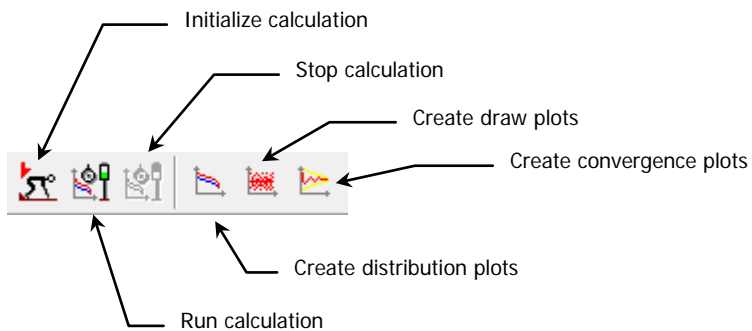 Initialize calculation
Stop calculation
Create draw plots
Create convergence plots
Create distribution plots
Run calculation